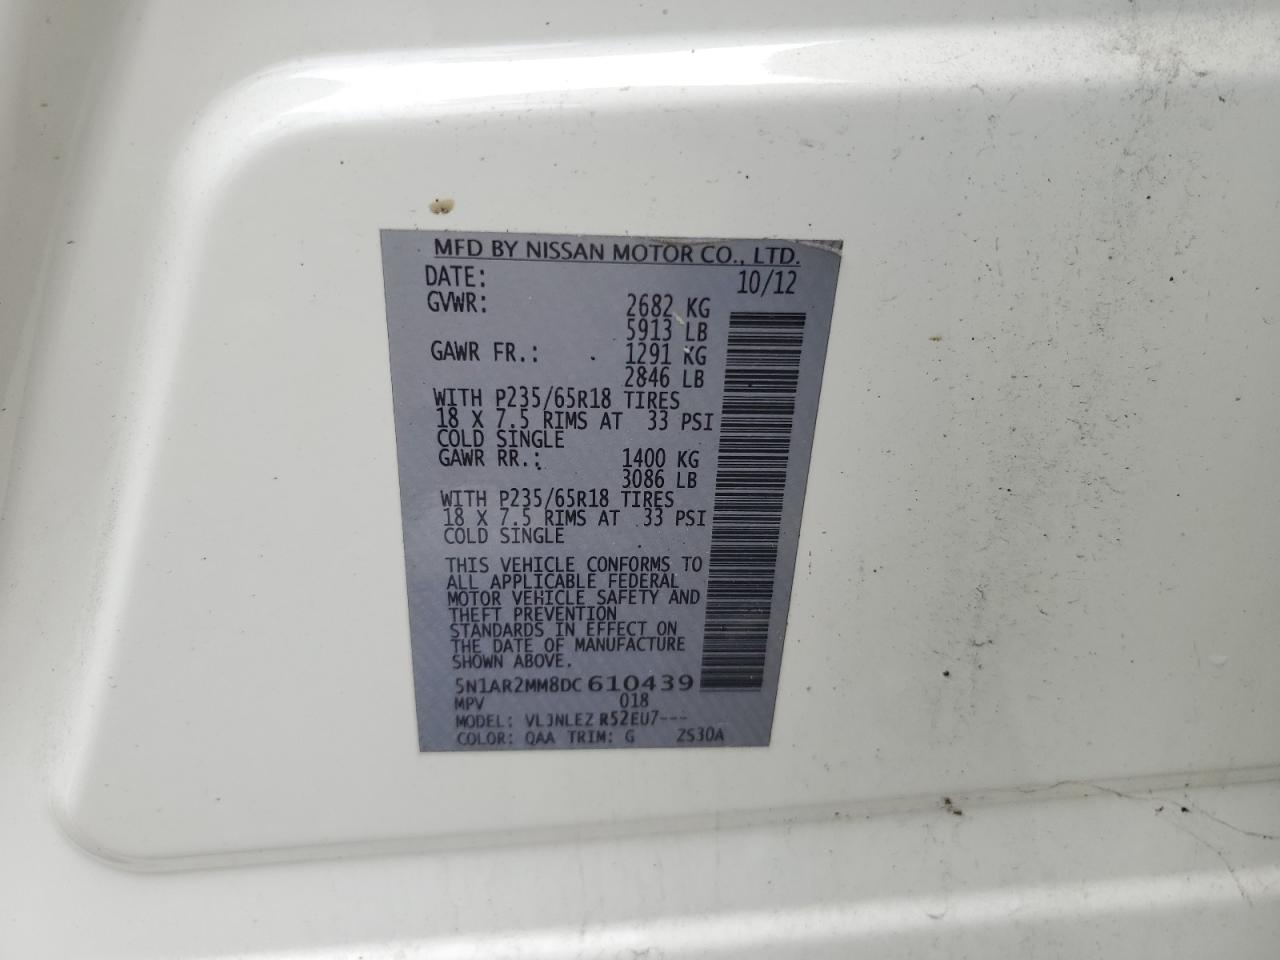 MFD BY NISSAN MOTOR CO., LTD.
DATE: 10/12
GVWR: 2682 KG
5913 LB
GAWR FR.: 1291 KG
2846 LB
WITH P235/65R18 TIRES
18 X 7.5 RIMS AT 33 PSI
COLD SINGLE
GAWR RR.: 1400 KG
3086 LB
WITH P235/65R18 TIRES
18 X 7.5 RIMS AT 33 PSI
COLD SINGLE
THIS VEHICLE CONFORMS TO
ALL APPLICABLE FEDERAL
MOTOR VEHICLE SAFETY AND
THEFT PREVENTION
STANDARDS IN EFFECT ON
THE DATE OF MANUFACTURE
SHOWN ABOVE.
5N1AR2MM8DC610439
MPV 018
MODEL: VLJNLEZ R52EU7---
COLOR: QAA TRIM: G ZS30A